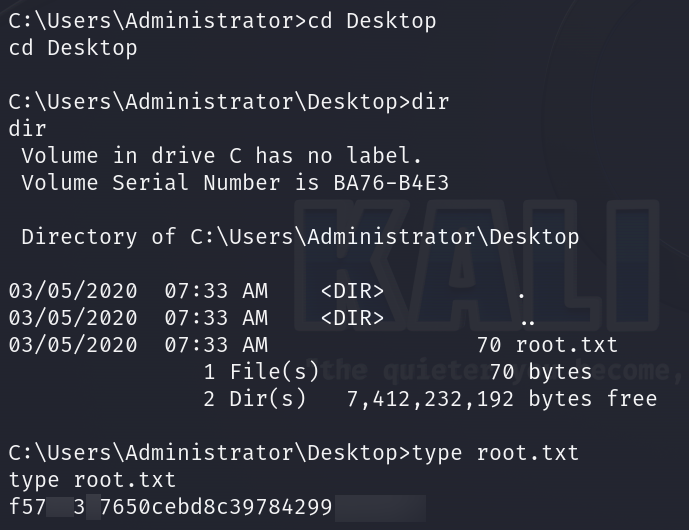 C:\Users\Administrator>cd Desktop
cd Desktop
C:\Users\Administrator\Desktop>dir
dir
Volume in drive C has no label.
Volume Serial Number is BA76-B4E3
Directory of C:\Users\Administrator\Desktop
03/05/2020 07:33 AM <DIR> .
03/05/2020 07:33 AM <DIR> ..
03/05/2020 07:33 AM 70 root.txt
1 File(s) 70 bytes
2 Dir(s) 7,412,232,192 bytes free
C:\Users\Administrator\Desktop>type root.txt
type root.txt
f57 3 7650cebd8c39784299
KALI
"the quieter you become,